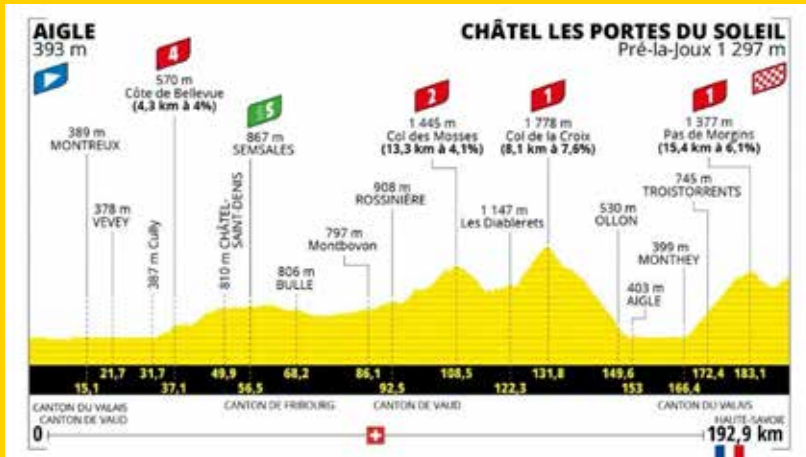 AIGLE
393 m
CHÂTEL LES PORTES DU SOLEIL
Pré-la-Joux 1 297 m
4
570 m
Côte de Bellevue
(4,3 km à 4%)
S
867 m
SEMSALES
2
1 445 m
Col des Mosses
(13,3 km à 4,1%)
1
1 778 m
Col de la Croix
(8,1 km à 7,6%)
1
1 377 m
Pas de Morgins
(15,4 km à 6,1%)
389 m
MONTREUX
378 m
VEVEY
387 m Cully
810 m CHÂTEL-
SAINT-DENIS
806 m
BULLE
797 m
Montbovon
908 m
ROSSINIÈRE
1 147 m
Les Diablerets
530 m
OLLON
403 m
AIGLE
399 m
MONTHEY
745 m
TROISTORRENTS
21,7 31,7 49,9 68,2 86,1 108,5 131,8 149,6 172,4 183,1
15,1 37,1 56,5 92,5 122,3 153 166,4
CANTON DU VALAIS
CANTON DE VAUD
CANTON DE FRIBOURG
CANTON DE VAUD
CANTON DU VALAIS
HAUTE-SAVOIE
0
192,9 km